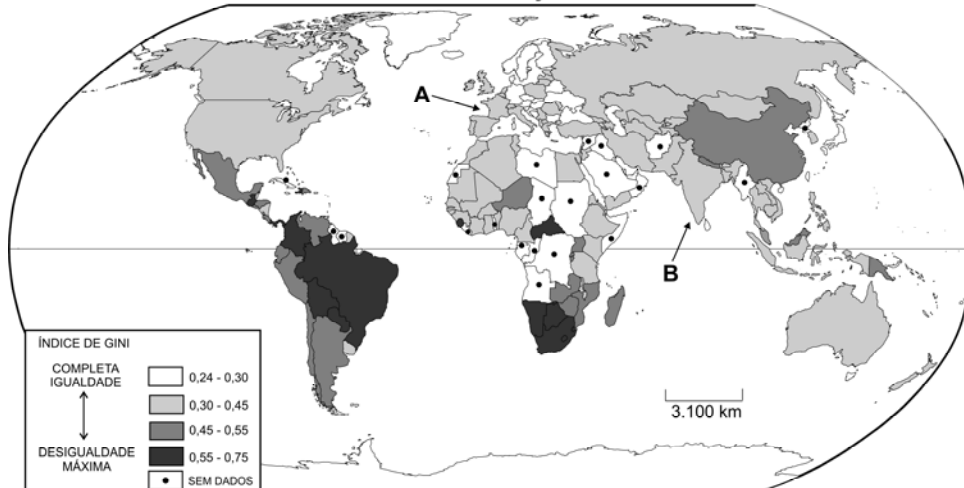 A
B
ÍNDICE DE GINI
COMPLETA
IGUALDADE
DESIGUALDADE
MÁXIMA
0,24 - 0,30
0,30 - 0,45
0,45 - 0,55
0,55 - 0,75
SEM DADOS
3.100 km